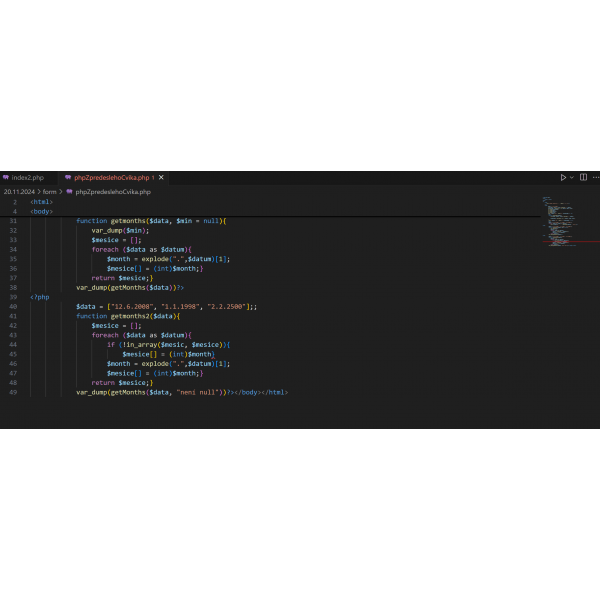 index2.php
phpZpredeslehoCvika.php 1
20.11.2024 > form > phpZpredeslehoCvika.php
2 <html>
4 <body>
31 function getmonths($data, $min = null){
32 var_dump($min);
33 $mesice = [];
34 foreach ($data as $datum){
35 $month = explode(".",$datum)[1];
36 $mesice[] = (int)$month;}
37 return $mesice;}
38 var_dump(getMonths($data))?>
39 <?php
40 $data = ["12.6.2008", "1.1.1998", "2.2.2500"];;
41 function getmonths2($data){
42 $mesice = [];
43 foreach ($data as $datum){
44 if (!in_array($mesic, $mesice)){
45 $mesice[] = (int)$month}
46 $month = explode(".",$datum)[1];
47 $mesice[] = (int)$month;}
48 return $mesice;}
49 var_dump(getMonths($data, "neni null"))?></body></html>